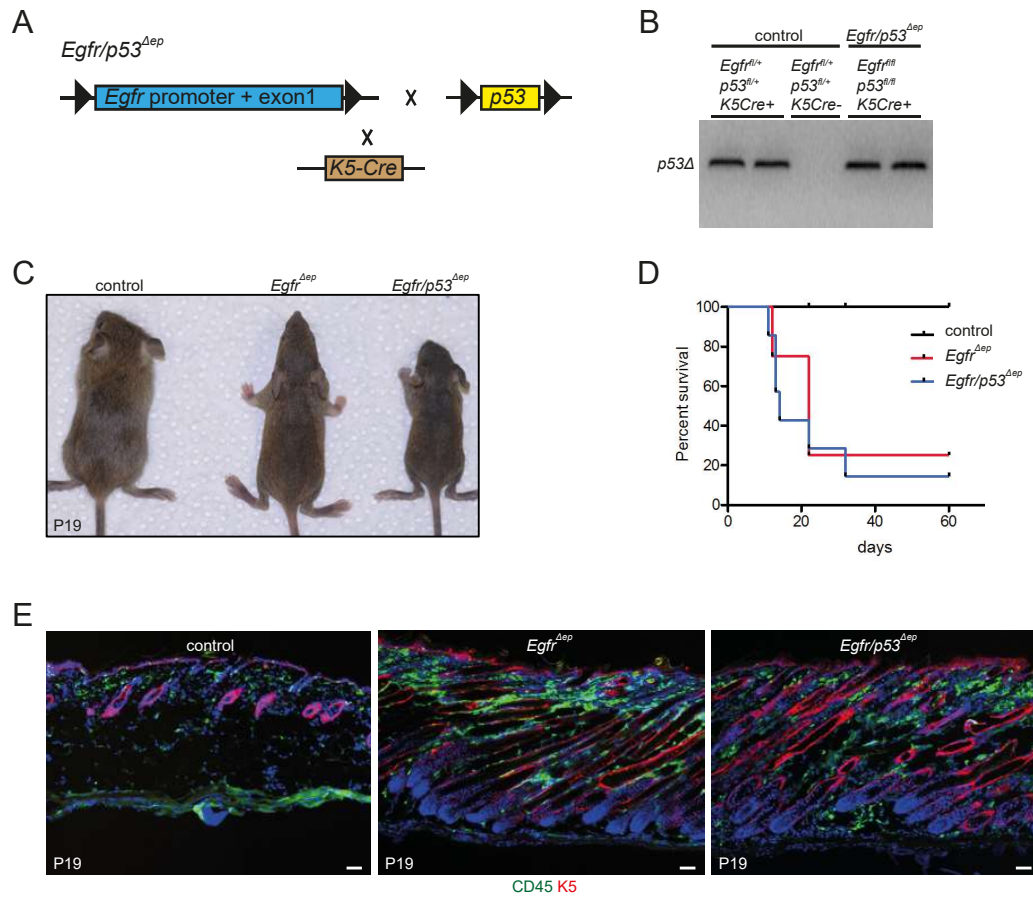 A
Egfr/p53Δep
Egfr promoter + exon1
x
p53
x
K5-Cre
B
control
Egfr/p53Δep
Egfrfl/+
p53fl/+
K5Cre+
Egfrfl/+
p53fl/+
K5Cre-
Egfrfl/fl
p53fl/fl
K5Cre+
p53Δ
C
control
EgfrΔep
Egfr/p53Δep
P19
D
100
80
60
40
20
0
Percent survival
0
20
40
60
days
control
EgfrΔep
Egfr/p53Δep
E
control
EgfrΔep
Egfr/p53Δep
P19
P19
P19
CD45 K5